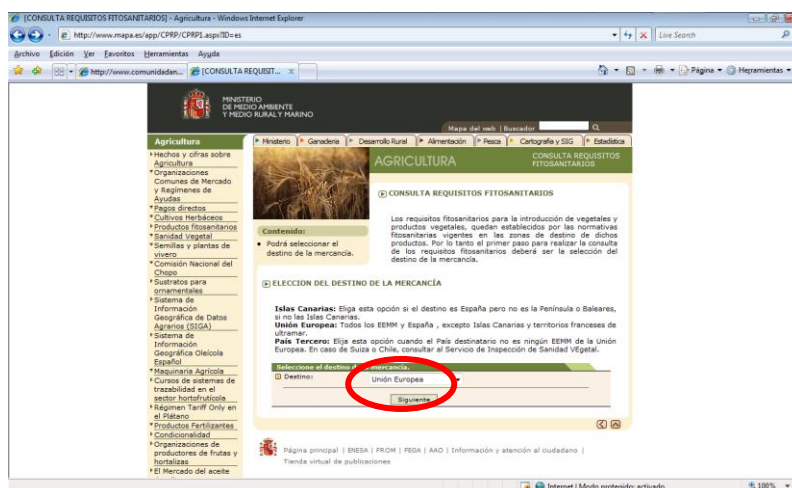 [CONSULTA REQUISITOS FITOSANITARIOS] - Agricultura - Windows Internet Explorer
http://www.mapa.es/app/CPRP/CPRP1.aspx?ID=es
Live Search
Archivo Edición Ver Favoritos Herramientas Ayuda
http://www.comunidadan...
[CONSULTA REQUISIT...
Página
Herramientas
MINISTERIO
DE MEDIO AMBIENTE
Y MEDIO RURAL Y MARINO
Mapa del web | Buscador
Agricultura
Ministerio
Ganadería
Desarrollo Rural
Alimentación
Pesca
Cartografía y SIG
Estadística
Hechos y cifras sobre
Agricultura
Organizaciones
Comunes de Mercado
y Regímenes de
Ayudas
Pagos directos
Cultivos Herbáceos
Productos fitosanitarios
Sanidad Vegetal
Semillas y plantas de
vivero
Comisión Nacional del
Chopo
Sustratos para
ornamentales
Sistema de
Información
Geográfica de Datos
Agrarios (SIGA)
Sistema de
Información
Geográfica Oleícola
Español
Maquinaria Agrícola
Cursos de sistemas de
trazabilidad en el
sector hortofrutícola
Régimen Tariff Only en
el Plátano
Productos Fertilizantes
Condicionalidad
Organizaciones de
productores de frutas y
hortalizas
El Mercado del aceite
AGRICULTURA
CONSULTA REQUISITOS
FITOSANITARIOS
Contenido:
Podrá seleccionar el
destino de la mercancía.
CONSULTA REQUISITOS FITOSANITARIOS
Los requisitos fitosanitarios para la introducción de vegetales y
productos vegetales, quedan establecidos por las normativas
fitosanitarias vigentes en las zonas de destino de dichos
productos. Por lo tanto el primer paso para realizar la consulta
de los requisitos fitosanitarios deberá ser la selección del
destino de la mercancía.
ELECCION DEL DESTINO DE LA MERCANCÍA
Islas Canarias: Eliga esta opción si el destino es España pero no es la Península o Baleares,
si no las Islas Canarias.
Unión Europea: Todos los EEMM y España , excepto Islas Canarias y territorios franceses de
ultramar.
País Tercero: Elija esta opción cuando el País destinatario no es ningún EEMM de la Unión
Europea. En caso de Suiza o Chile, consultar al Servicio de Inspección de Sanidad VEgetal.
Seleccione el destino de la mercancía.
Destino:
Unión Europea
Siguiente
Página principal | ENESA | FROM | FEGA | AAO | Información y atención al ciudadano |
Tienda virtual de publicaciones
Internet | Modo protegido: activado
100%